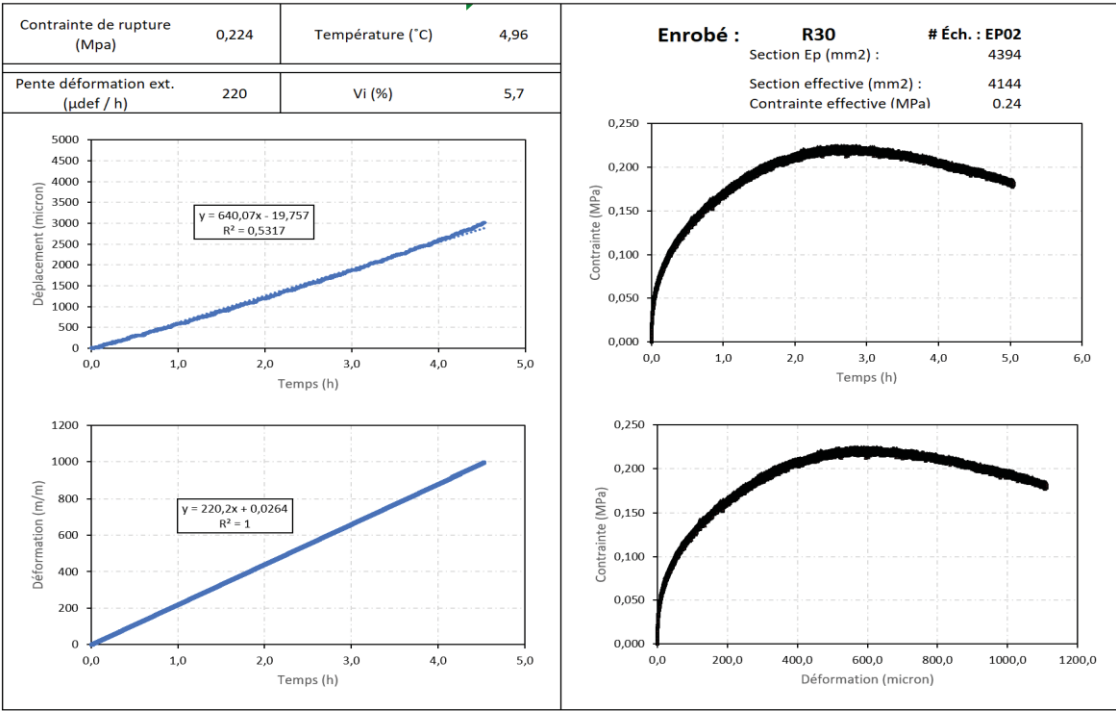 Contrainte de rupture
(Mpa)
0,224
Température (˚C)
4,96
Pente déformation ext.
(µdef / h)
220
Vi (%)
5,7
Enrobé :
R30
# Éch. : EP02
Section Ep (mm2) :
4394
Section effective (mm2) :
4144
Contrainte effective (MPa)
0.24
5000
4500
4000
3500
3000
2500
2000
1500
1000
500
0
Déplacement (micron)
y = 640,07x - 19,757
R² = 0,5317
0,0
1,0
2,0
3,0
4,0
5,0
Temps (h)
0,250
0,200
0,150
0,100
0,050
0,000
Contrainte (MPa)
0,0
1,0
2,0
3,0
4,0
5,0
6,0
Temps (h)
1200
1000
800
600
400
200
0
Déformation (m/m)
y = 220,2x + 0,0264
R² = 1
0,0
1,0
2,0
3,0
4,0
5,0
Temps (h)
0,250
0,200
0,150
0,100
0,050
0,000
Contrainte (MPa)
0,0
200,0
400,0
600,0
800,0
1000,0
1200,0
Déformation (micron)